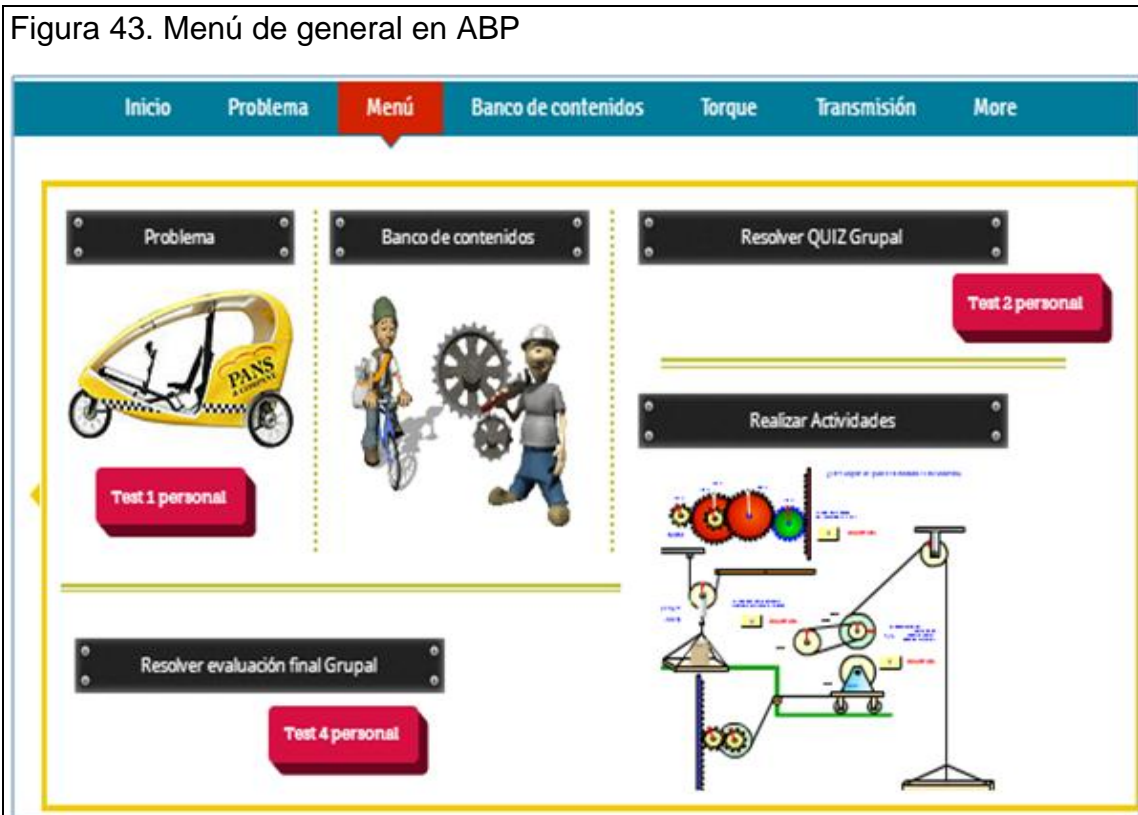 Figura 43. Menú de general en ABP
Inicio Problema Menú Banco de contenidos Torque Transmisión More
Problema
Banco de contenidos
Resolver QUIZ Grupal
Test 2 personal
PANS
& COMPANY
Realizar Actividades
Test 1 personal
Resolver evaluación final Grupal
Test 4 personal